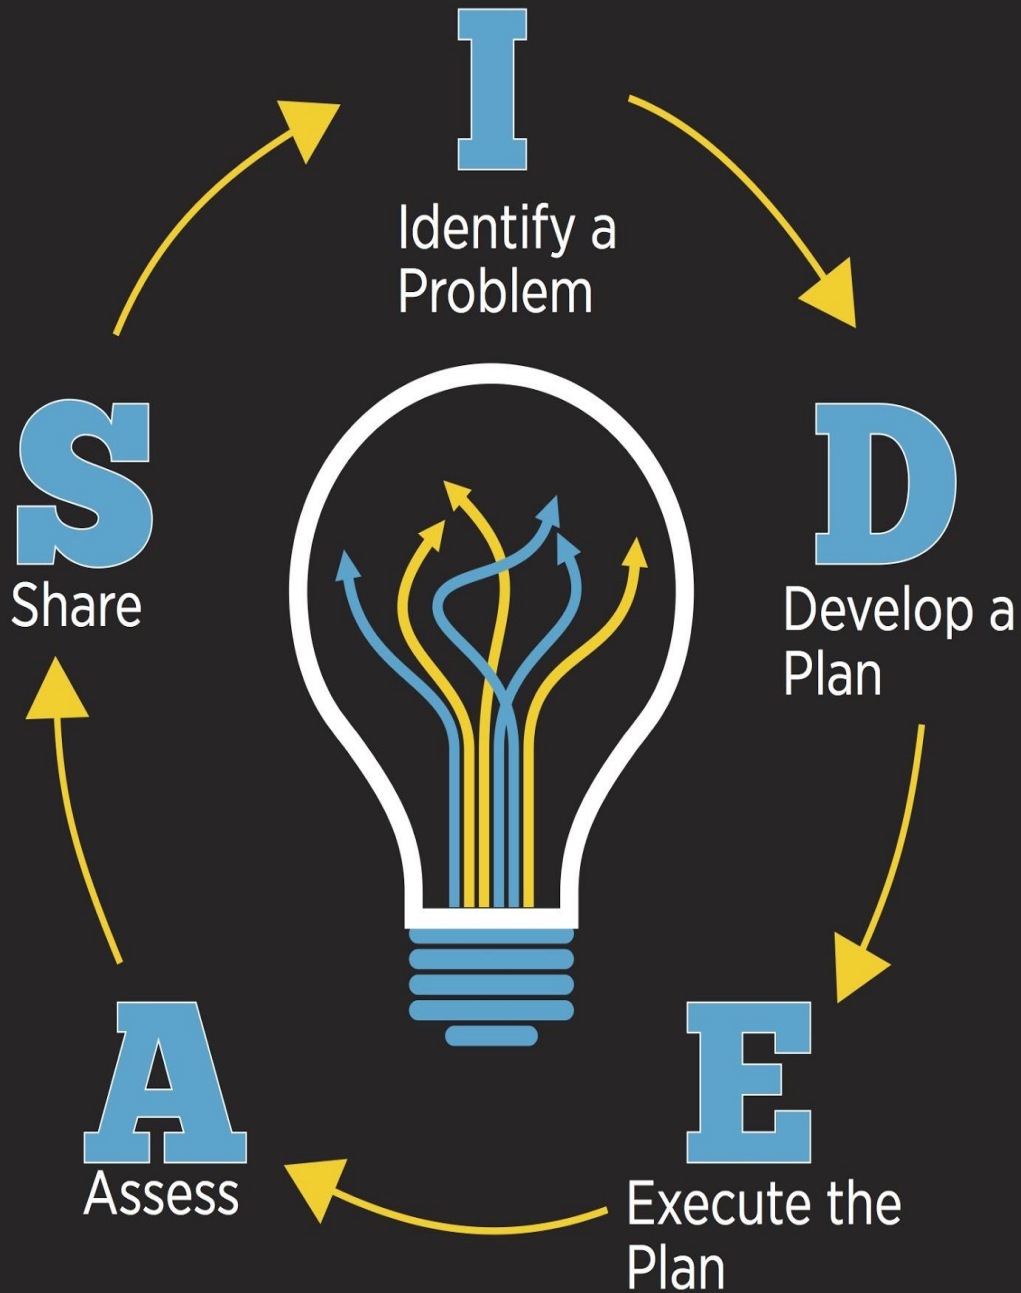 I
Identify a
Problem
D
Develop a
Plan
E
Execute the
Plan
A
Assess
S
Share